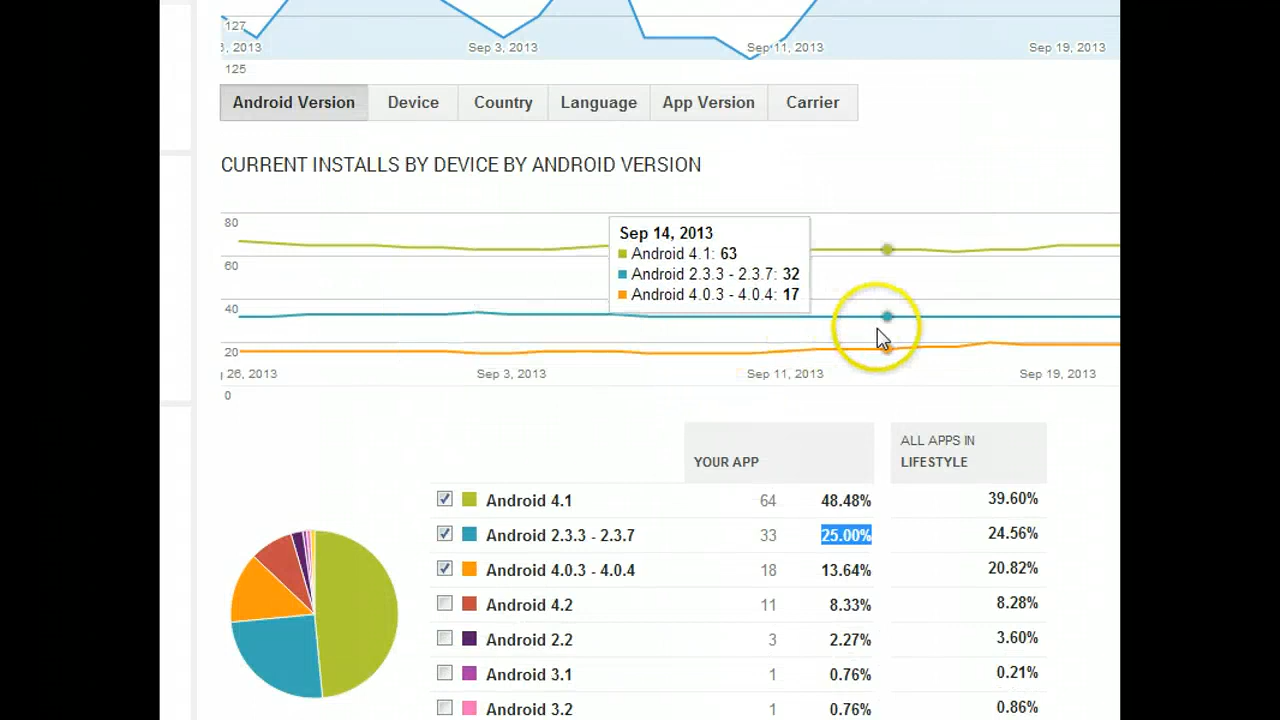 127
3, 2013 Sep 3, 2013 Sep 11, 2013 Sep 19, 2013
125
Android Version Device Country Language App Version Carrier
CURRENT INSTALLS BY DEVICE BY ANDROID VERSION
80
Sep 14, 2013
Android 4.1: 63
60
Android 2.3.3 - 2.3.7: 32
Android 4.0.3 - 4.0.4: 17
40
20
26, 2013 Sep 3, 2013 Sep 11, 2013 Sep 19, 2013
0
YOUR APP
ALL APPS IN
LIFESTYLE
Android 4.1 64 48.48% 39.60%
Android 2.3.3 - 2.3.7 33 25.00% 24.56%
Android 4.0.3 - 4.0.4 18 13.64% 20.82%
Android 4.2 11 8.33% 8.28%
Android 2.2 3 2.27% 3.60%
Android 3.1 1 0.76% 0.21%
Android 3.2 1 0.76% 0.86%